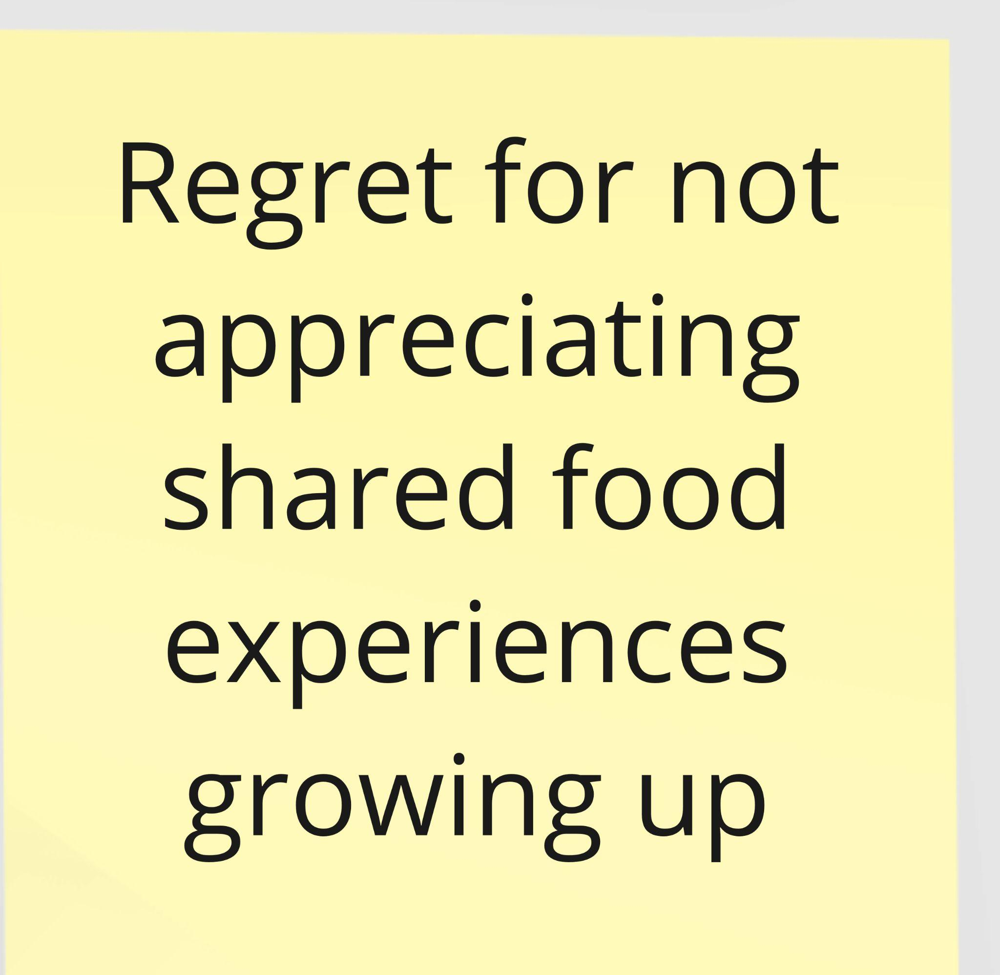 Regret for not
appreciating
shared food
experiences
growing up